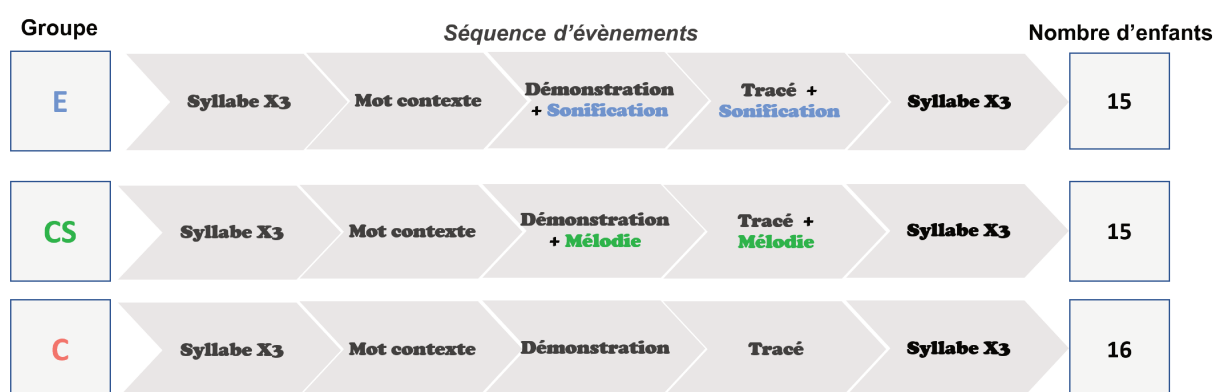 Groupe Séquence d’évènements Nombre d’enfants
E Syllabe X3 Mot contexte Démonstration + Sonification Tracé + Sonification Syllabe X3 15
CS Syllabe X3 Mot contexte Démonstration + Mélodie Tracé + Mélodie Syllabe X3 15
C Syllabe X3 Mot contexte Démonstration Tracé Syllabe X3 16